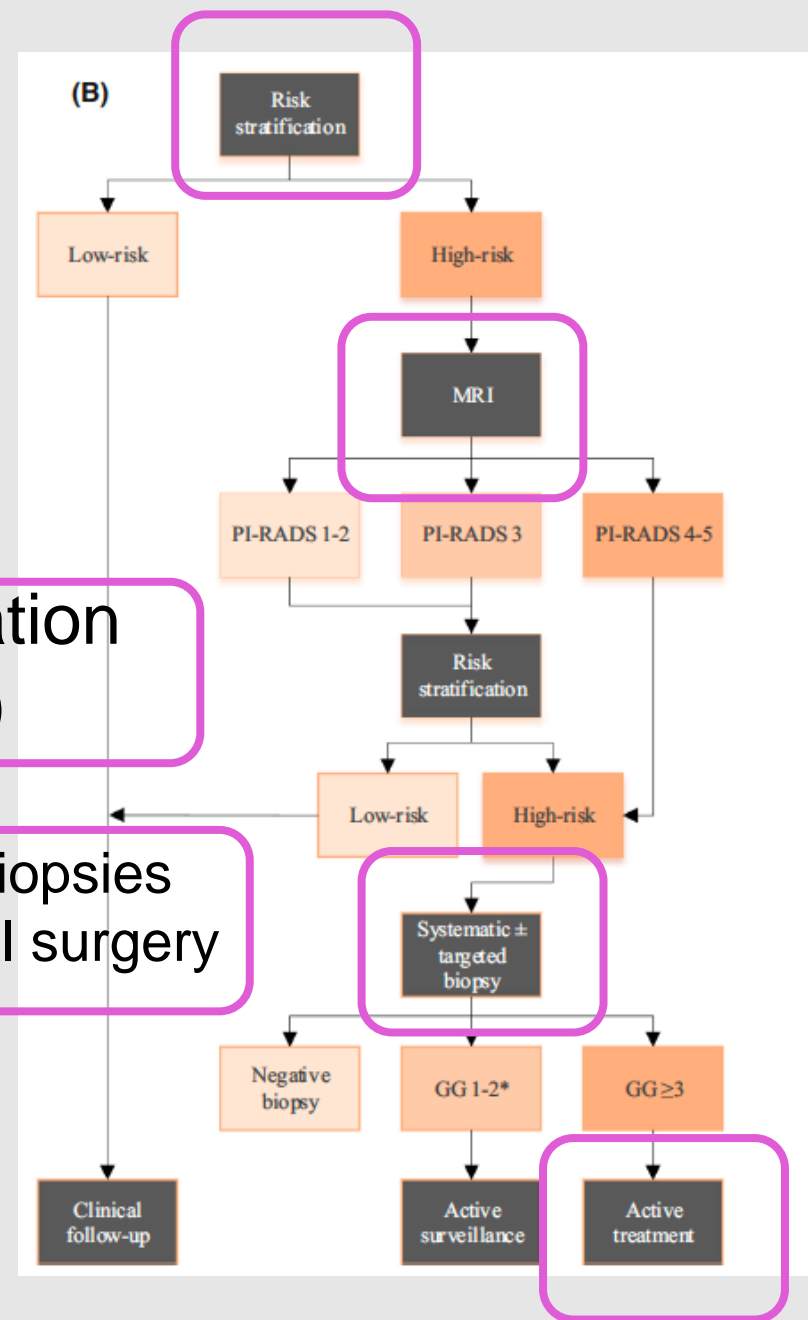 (B)
Risk
stratification
Low-risk
High-risk
MRI
PI-RADS 1-2
PI-RADS 3
PI-RADS 4-5
Risk
stratification
Low-risk
High-risk
surgery
Systematic ±
targeted
biopsy
Negative
biopsy
GG 1-2*
GG ≥3
Clinical
follow-up
Active
surveillance
Active
treatment